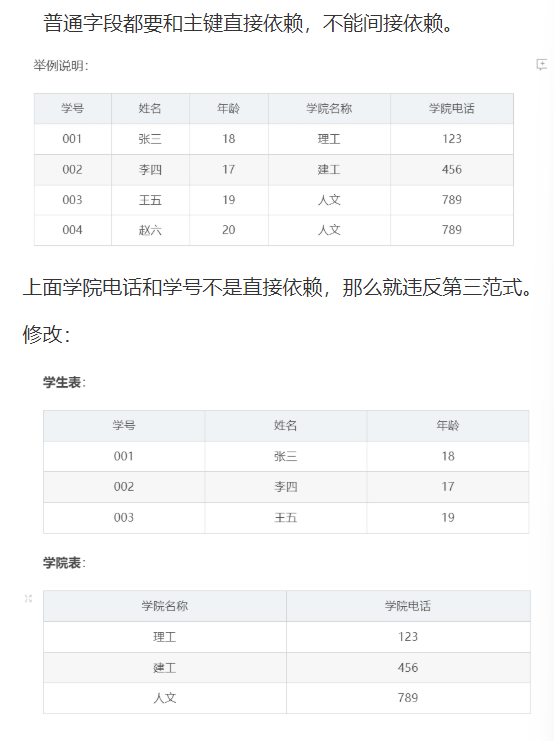 普通字段都要和主键直接依赖，不能间接依赖。
举例说明：
学号 姓名 年龄 学院名称 学院电话
001 张三 18 理工 123
002 李四 17 建工 456
003 王五 19 人文 789
004 赵六 20 人文 789
上面学院电话和学号不是直接依赖，那么就违反第三范式。
修改：
学生表：
学号 姓名 年龄
001 张三 18
002 李四 17
003 王五 19
学院表：
学院名称 学院电话
理工 123
建工 456
人文 789